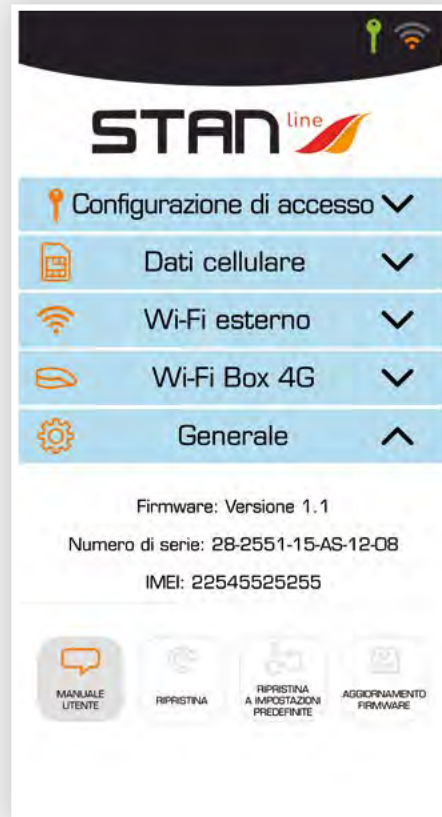 STAN line
Configurazione di accesso
Dati cellulare
Wi-Fi esterno
Wi-Fi Box 4G
Generale
Firmware: Versione 1.1
Numero di serie: 28-2551-15-AS-12-08
IMEI: 22545525255
MANUALE
UTENTE
RIPRISTINA
RIPRISTINA
A IMPOSTAZIONI
PREDEFINITE
AGGIORNAMENTO
FIRMWARE